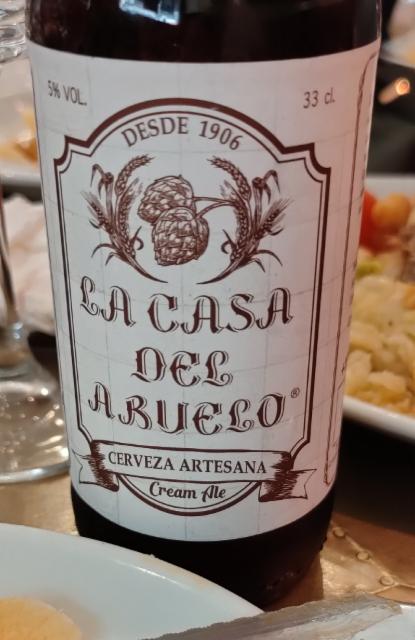 5% VOL.
33 cl.
DESDE 1906
LA CASA
DEL
ABUELO®
CERVEZA ARTESANA
Cream Ale